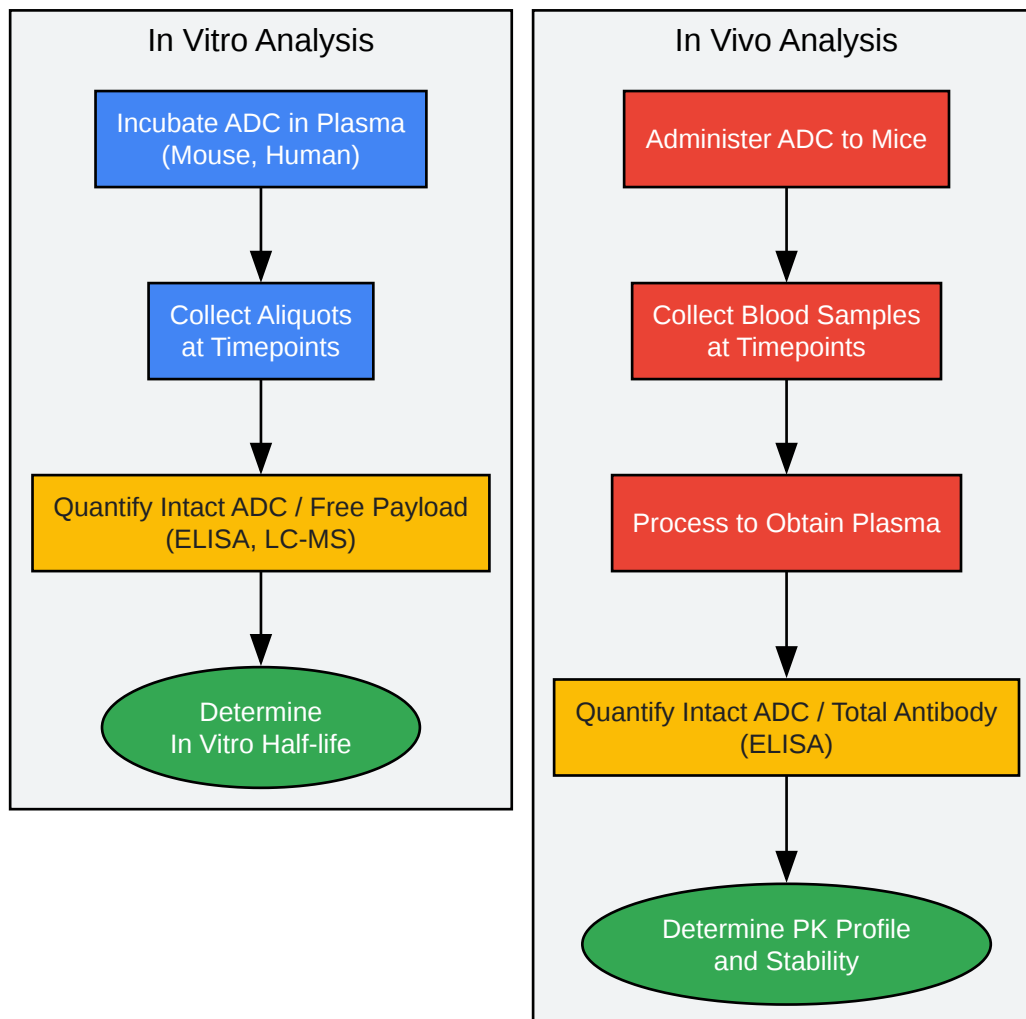 In Vitro Analysis
Incubate ADC in Plasma
(Mouse, Human)
Collect Aliquots
at Timepoints
Quantify Intact ADC / Free Payload
(ELISA, LC-MS)
Determine
In Vitro Half-life
In Vivo Analysis
Administer ADC to Mice
Collect Blood Samples
at Timepoints
Process to Obtain Plasma
Quantify Intact ADC / Total Antibody
(ELISA)
Determine PK Profile
and Stability